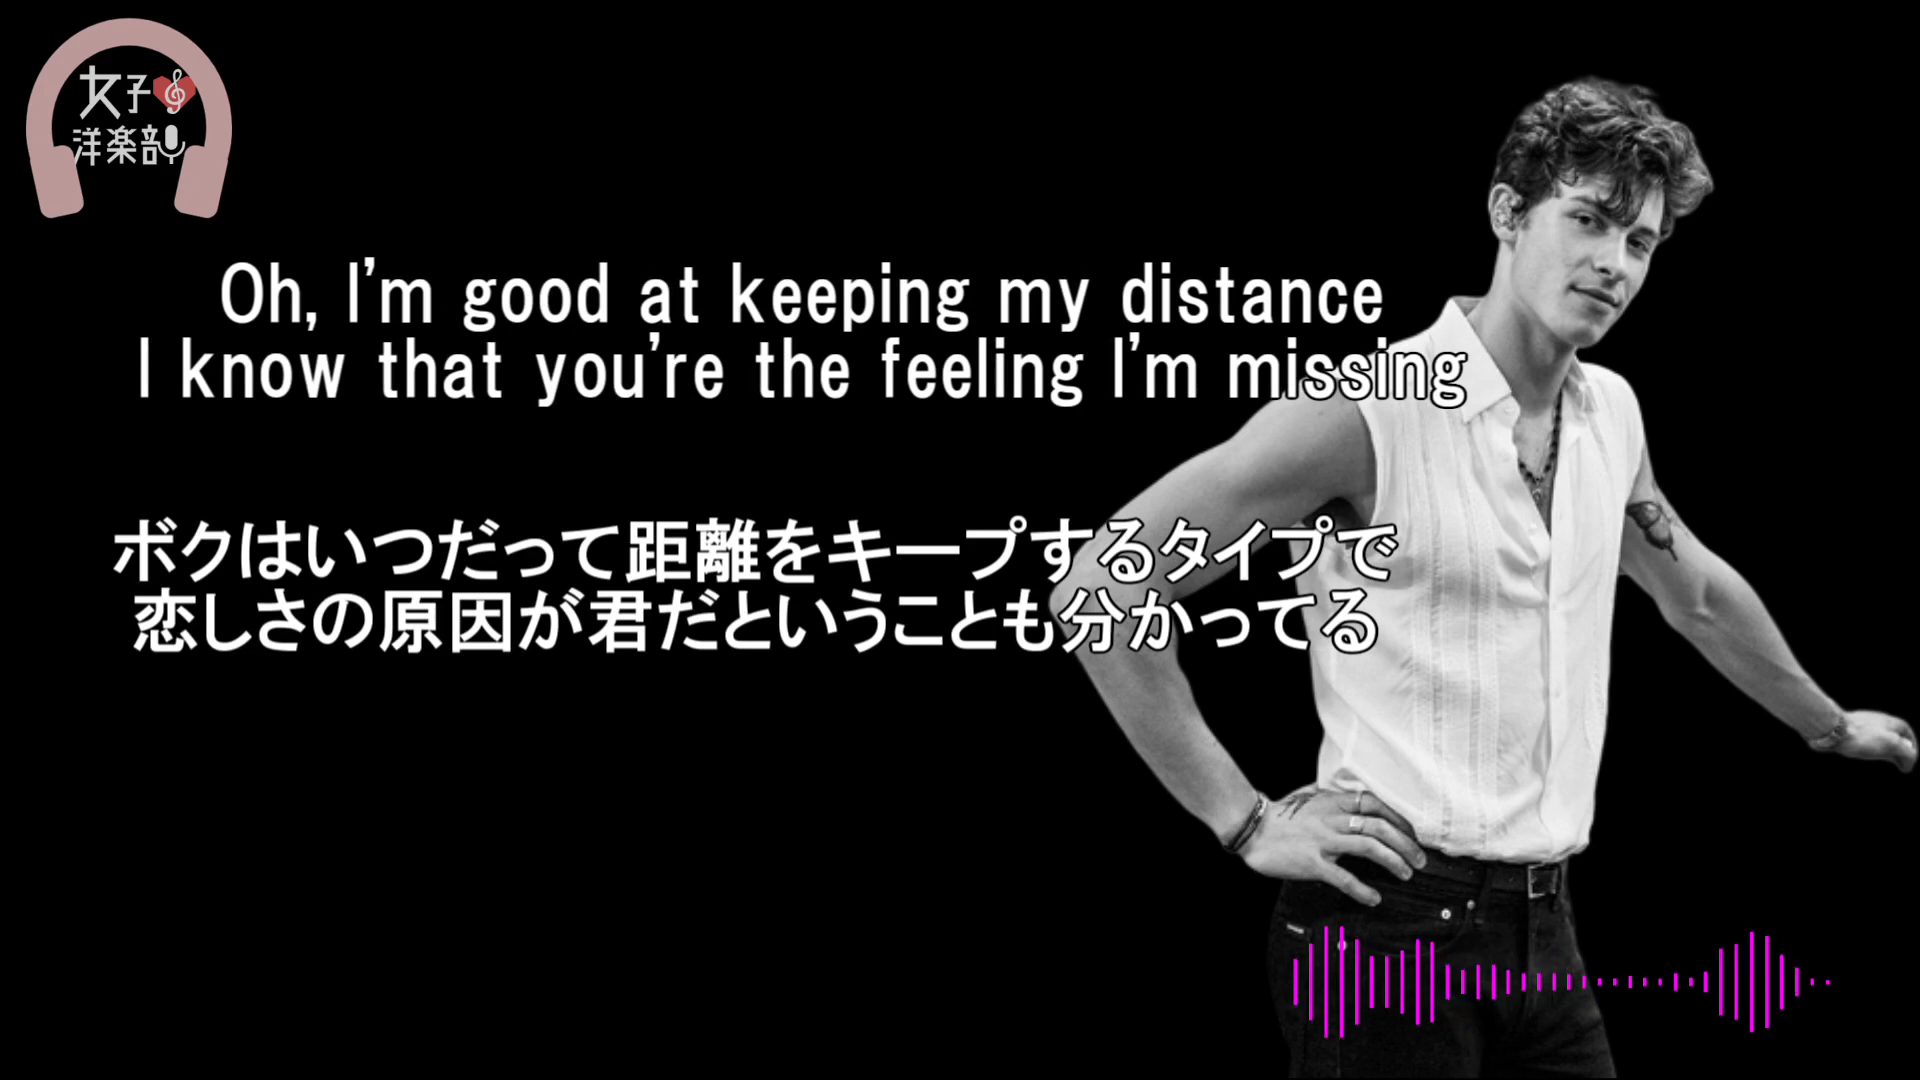 女子
洋楽部
Oh, I'm good at keeping my distance
I know that you're the feeling I'm missing
ボクはいつだって距離をキープするタイプで
恋しさの原因が君だということも分かってる